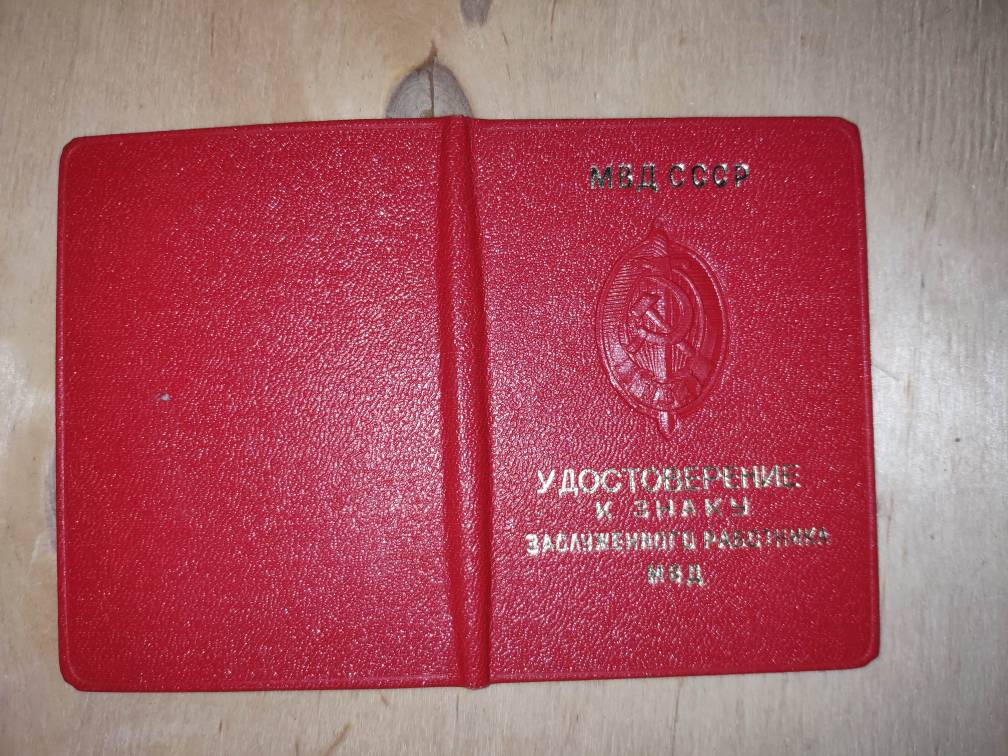 МВД СССР
УДОСТОВЕРЕНИЕ
К ЗНАКУ
ЗАСЛУЖЕННОГО РАБОТНИКА
МВД